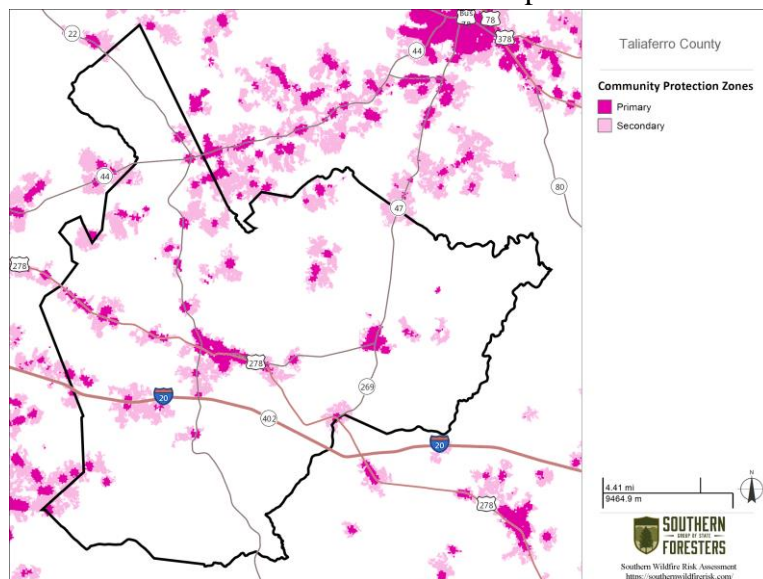 22
44
BUS
78
78
378
Taliaferro County
Community Protection Zones
Primary
Secondary
44
80
47
278
278
20
269
402
20
278
4.41 mi
9464.9 m
N
SOUTHERN
GROUP OF STATE
FORESTERS
Southern Wildfire Risk Assessment
https://southernwildfirerisk.com/